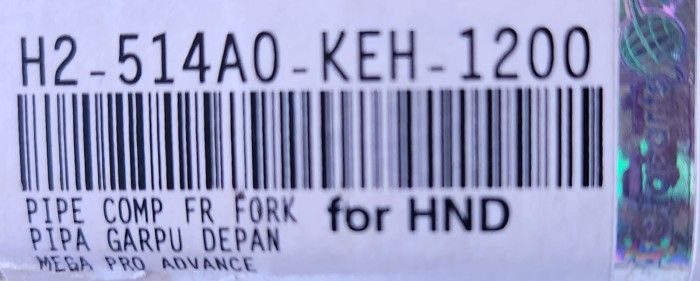 H2-514A0-KEH-1200
PIPE COMP FR FORK for HND
PIPA GARPU DEPAN
MEGA PRO ADVANCE